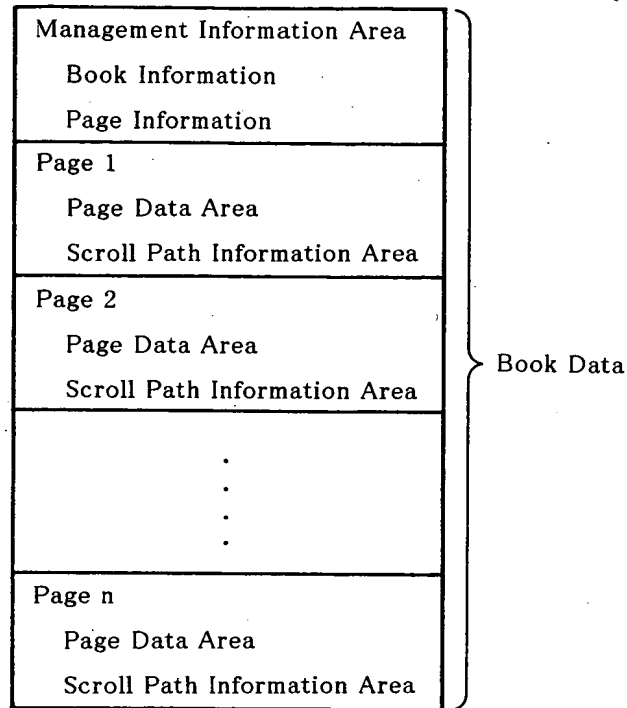 Management Information Area
Book Information
Page Information
Page 1
Page Data Area
Scroll Path Information Area
Page 2
Page Data Area
Scroll Path Information Area
Book Data
Page n
Page Data Area
Scroll Path Information Area